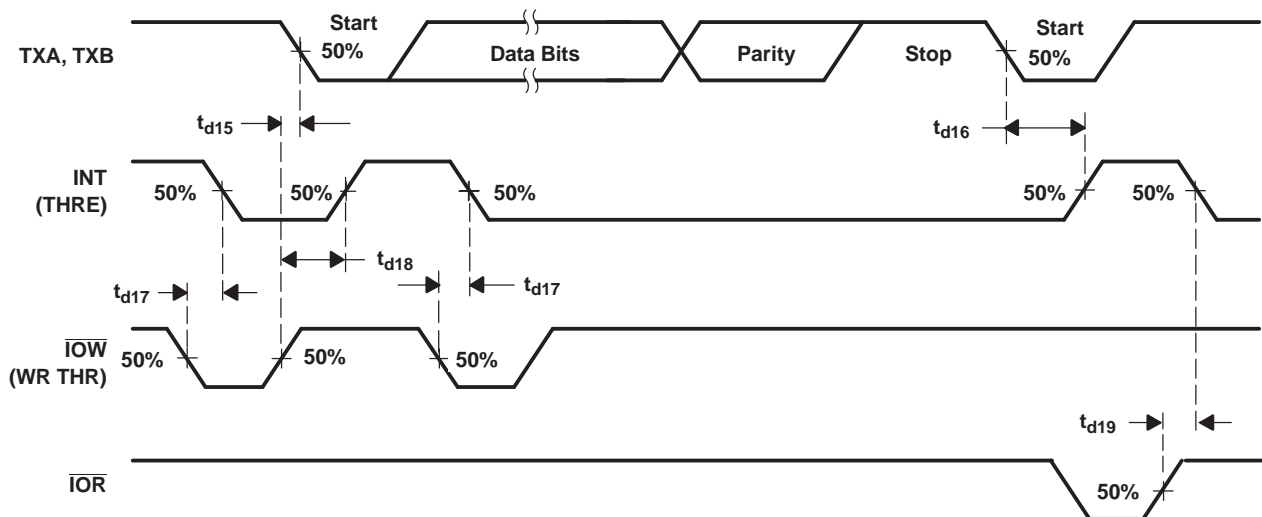 Start
Start
TXA, TXB
50%
Data Bits
Parity
Stop
50%
td15
td16
INT
(THRE)
50%
50%
50%
50%
50%
td18
td17
td17
IOW
(WR THR)
50%
50%
50%
td19
IOR
50%